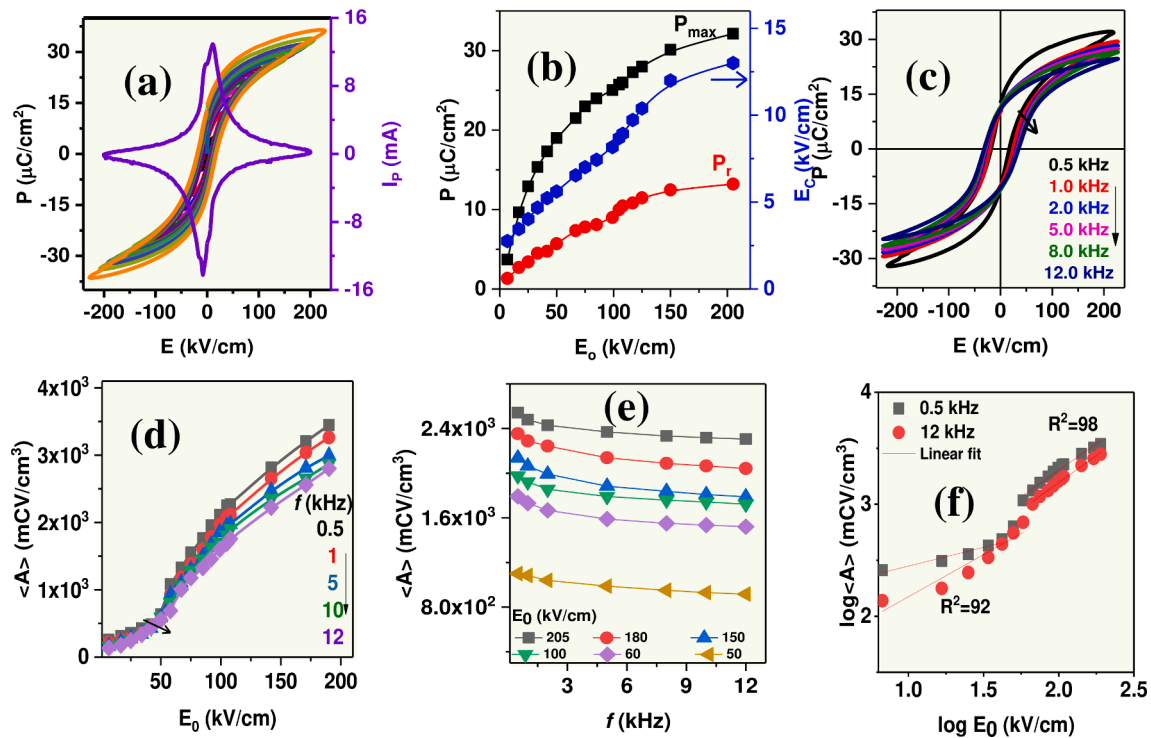 (a)
P (μC/cm²)
30
15
0
-15
-30
-200 -100 0 100 200
E (kV/cm)
16
8
0
-8
-16
I_P (mA)
(b)
P_max
P_r
P (μC/cm²)
30
20
10
0
0 50 100 150 200
E_o (kV/cm)
15
10
5
0
E_C (kV/cm)
(c)
P (μC/cm²)
30
15
0
-15
-30
0.5 kHz
1.0 kHz
2.0 kHz
5.0 kHz
8.0 kHz
12.0 kHz
-200 -100 0 100 200
E (kV/cm)
(d)
<A> (mCV/cm³)
4x10³
3x10³
2x10³
1x10³
0
f (kHz)
0.5
1
5
10
12
50 100 150 200
E₀ (kV/cm)
(e)
<A> (mCV/cm³)
2.4x10³
1.6x10³
8.0x10²
E₀ (kV/cm)
205 180 150
100 60 50
3 6 9 12
f (kHz)
(f)
log<A> (mCV/cm³)
4
3
2
0.5 kHz
12 kHz
Linear fit
R²=98
R²=92
1.0 1.5 2.0 2.5
log E₀ (kV/cm)